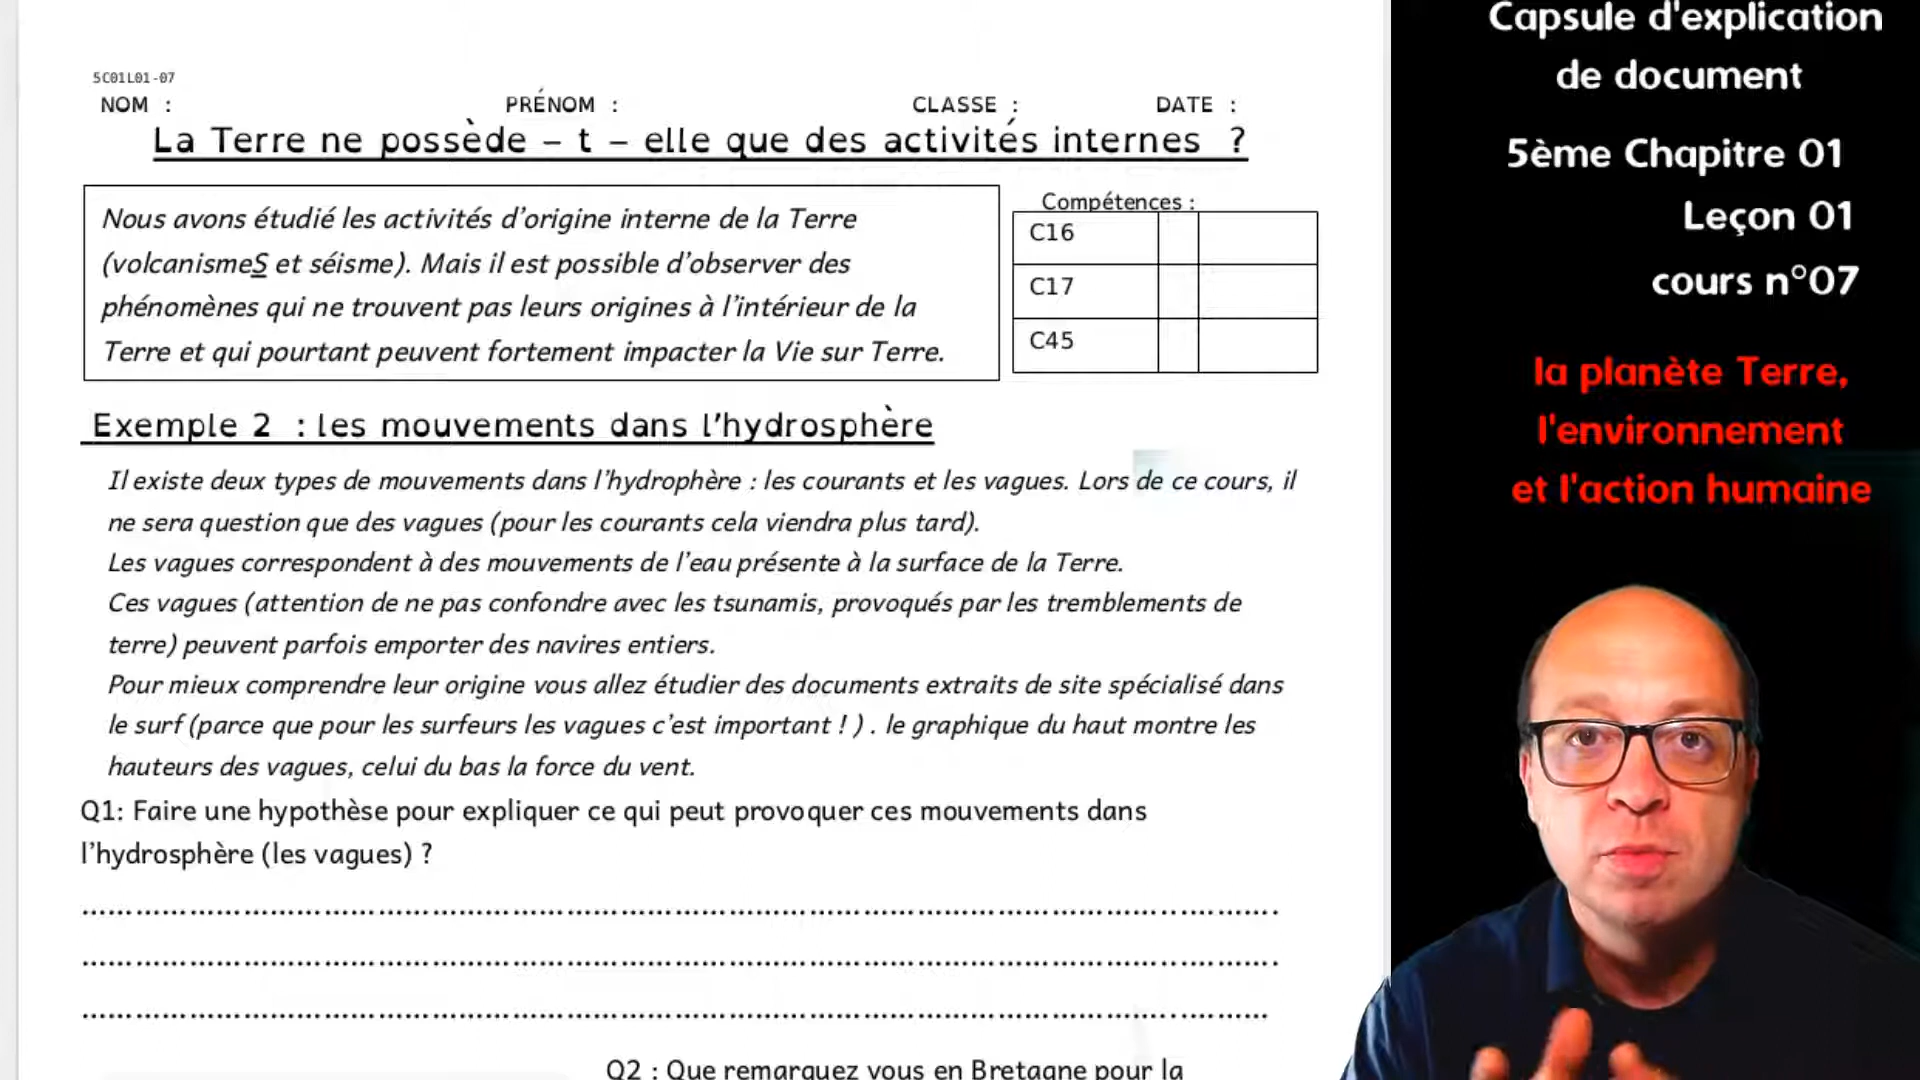 5C01L01-07
NOM : PRÉNOM : CLASSE : DATE :
La Terre ne possède – t – elle que des activités internes ?
Nous avons étudié les activités d’origine interne de la Terre
(volcanismeS et séisme). Mais il est possible d’observer des
phénomènes qui ne trouvent pas leurs origines à l’intérieur de la
Terre et qui pourtant peuvent fortement impacter la Vie sur Terre.
Compétences :
C16
C17
C45
Exemple 2 : les mouvements dans l’hydrosphère
Il existe deux types de mouvements dans l’hydrophère : les courants et les vagues. Lors de ce cours, il
ne sera question que des vagues (pour les courants cela viendra plus tard).
Les vagues correspondent à des mouvements de l’eau présente à la surface de la Terre.
Ces vagues (attention de ne pas confondre avec les tsunamis, provoqués par les tremblements de
terre) peuvent parfois emporter des navires entiers.
Pour mieux comprendre leur origine vous allez étudier des documents extraits de site spécialisé dans
le surf (parce que pour les surfeurs les vagues c’est important ! ) . le graphique du haut montre les
hauteurs des vagues, celui du bas la force du vent.
Q1: Faire une hypothèse pour expliquer ce qui peut provoquer ces mouvements dans
l’hydrosphère (les vagues) ?
Q2 : Que remarquez vous en Bretagne pour la
Capsule d'explication
de document
5ème Chapitre 01
Leçon 01
cours n°07
la planète Terre,
l'environnement
et l'action humaine